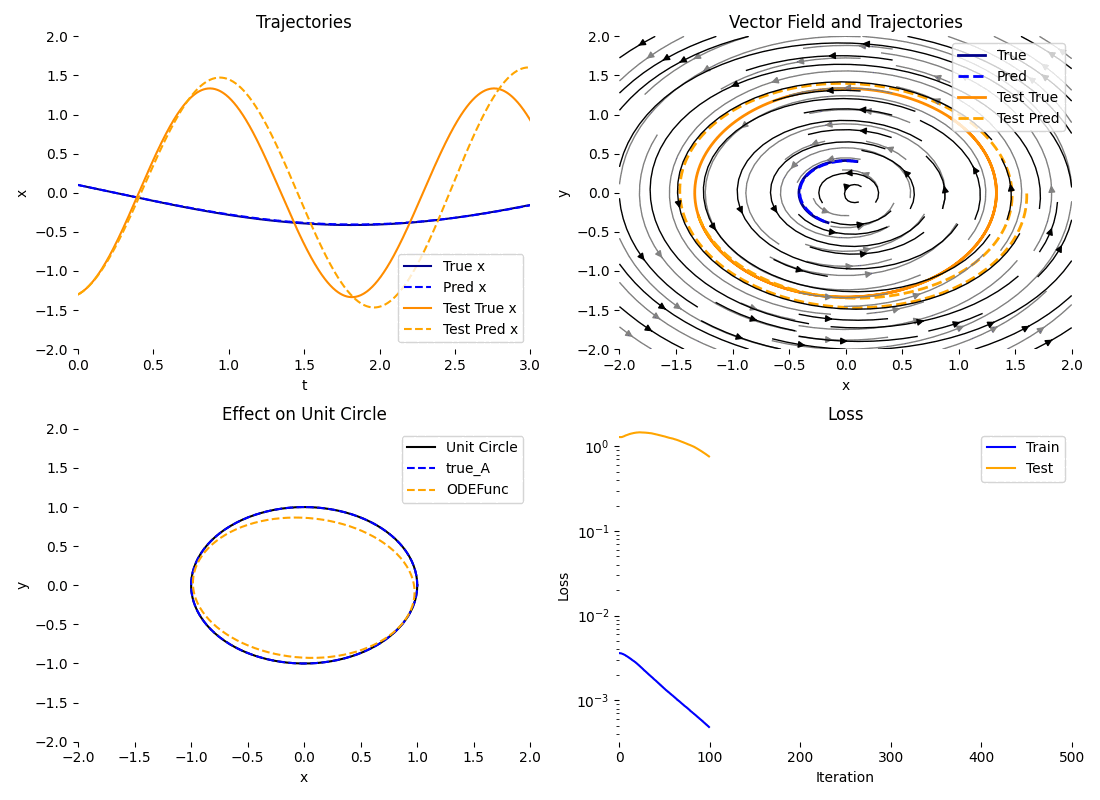 Trajectories
2.0
1.5
1.0
0.5
0.0
−0.5
−1.0
−1.5
−2.0
x
0.0 0.5 1.0 1.5 2.0 2.5 3.0
t
True x
Pred x
Test True x
Test Pred x
Vector Field and Trajectories
2.0
1.5
1.0
0.5
0.0
−0.5
−1.0
−1.5
−2.0
y
−2.0 −1.5 −1.0 −0.5 0.0 0.5 1.0 1.5 2.0
x
True
Pred
Test True
Test Pred
Effect on Unit Circle
2.0
1.5
1.0
0.5
0.0
−0.5
−1.0
−1.5
−2.0
y
−2.0 −1.5 −1.0 −0.5 0.0 0.5 1.0 1.5 2.0
x
Unit Circle
true_A
ODEFunc
Loss
10⁰
10⁻¹
10⁻²
10⁻³
Loss
0 100 200 300 400 500
Iteration
Train
Test